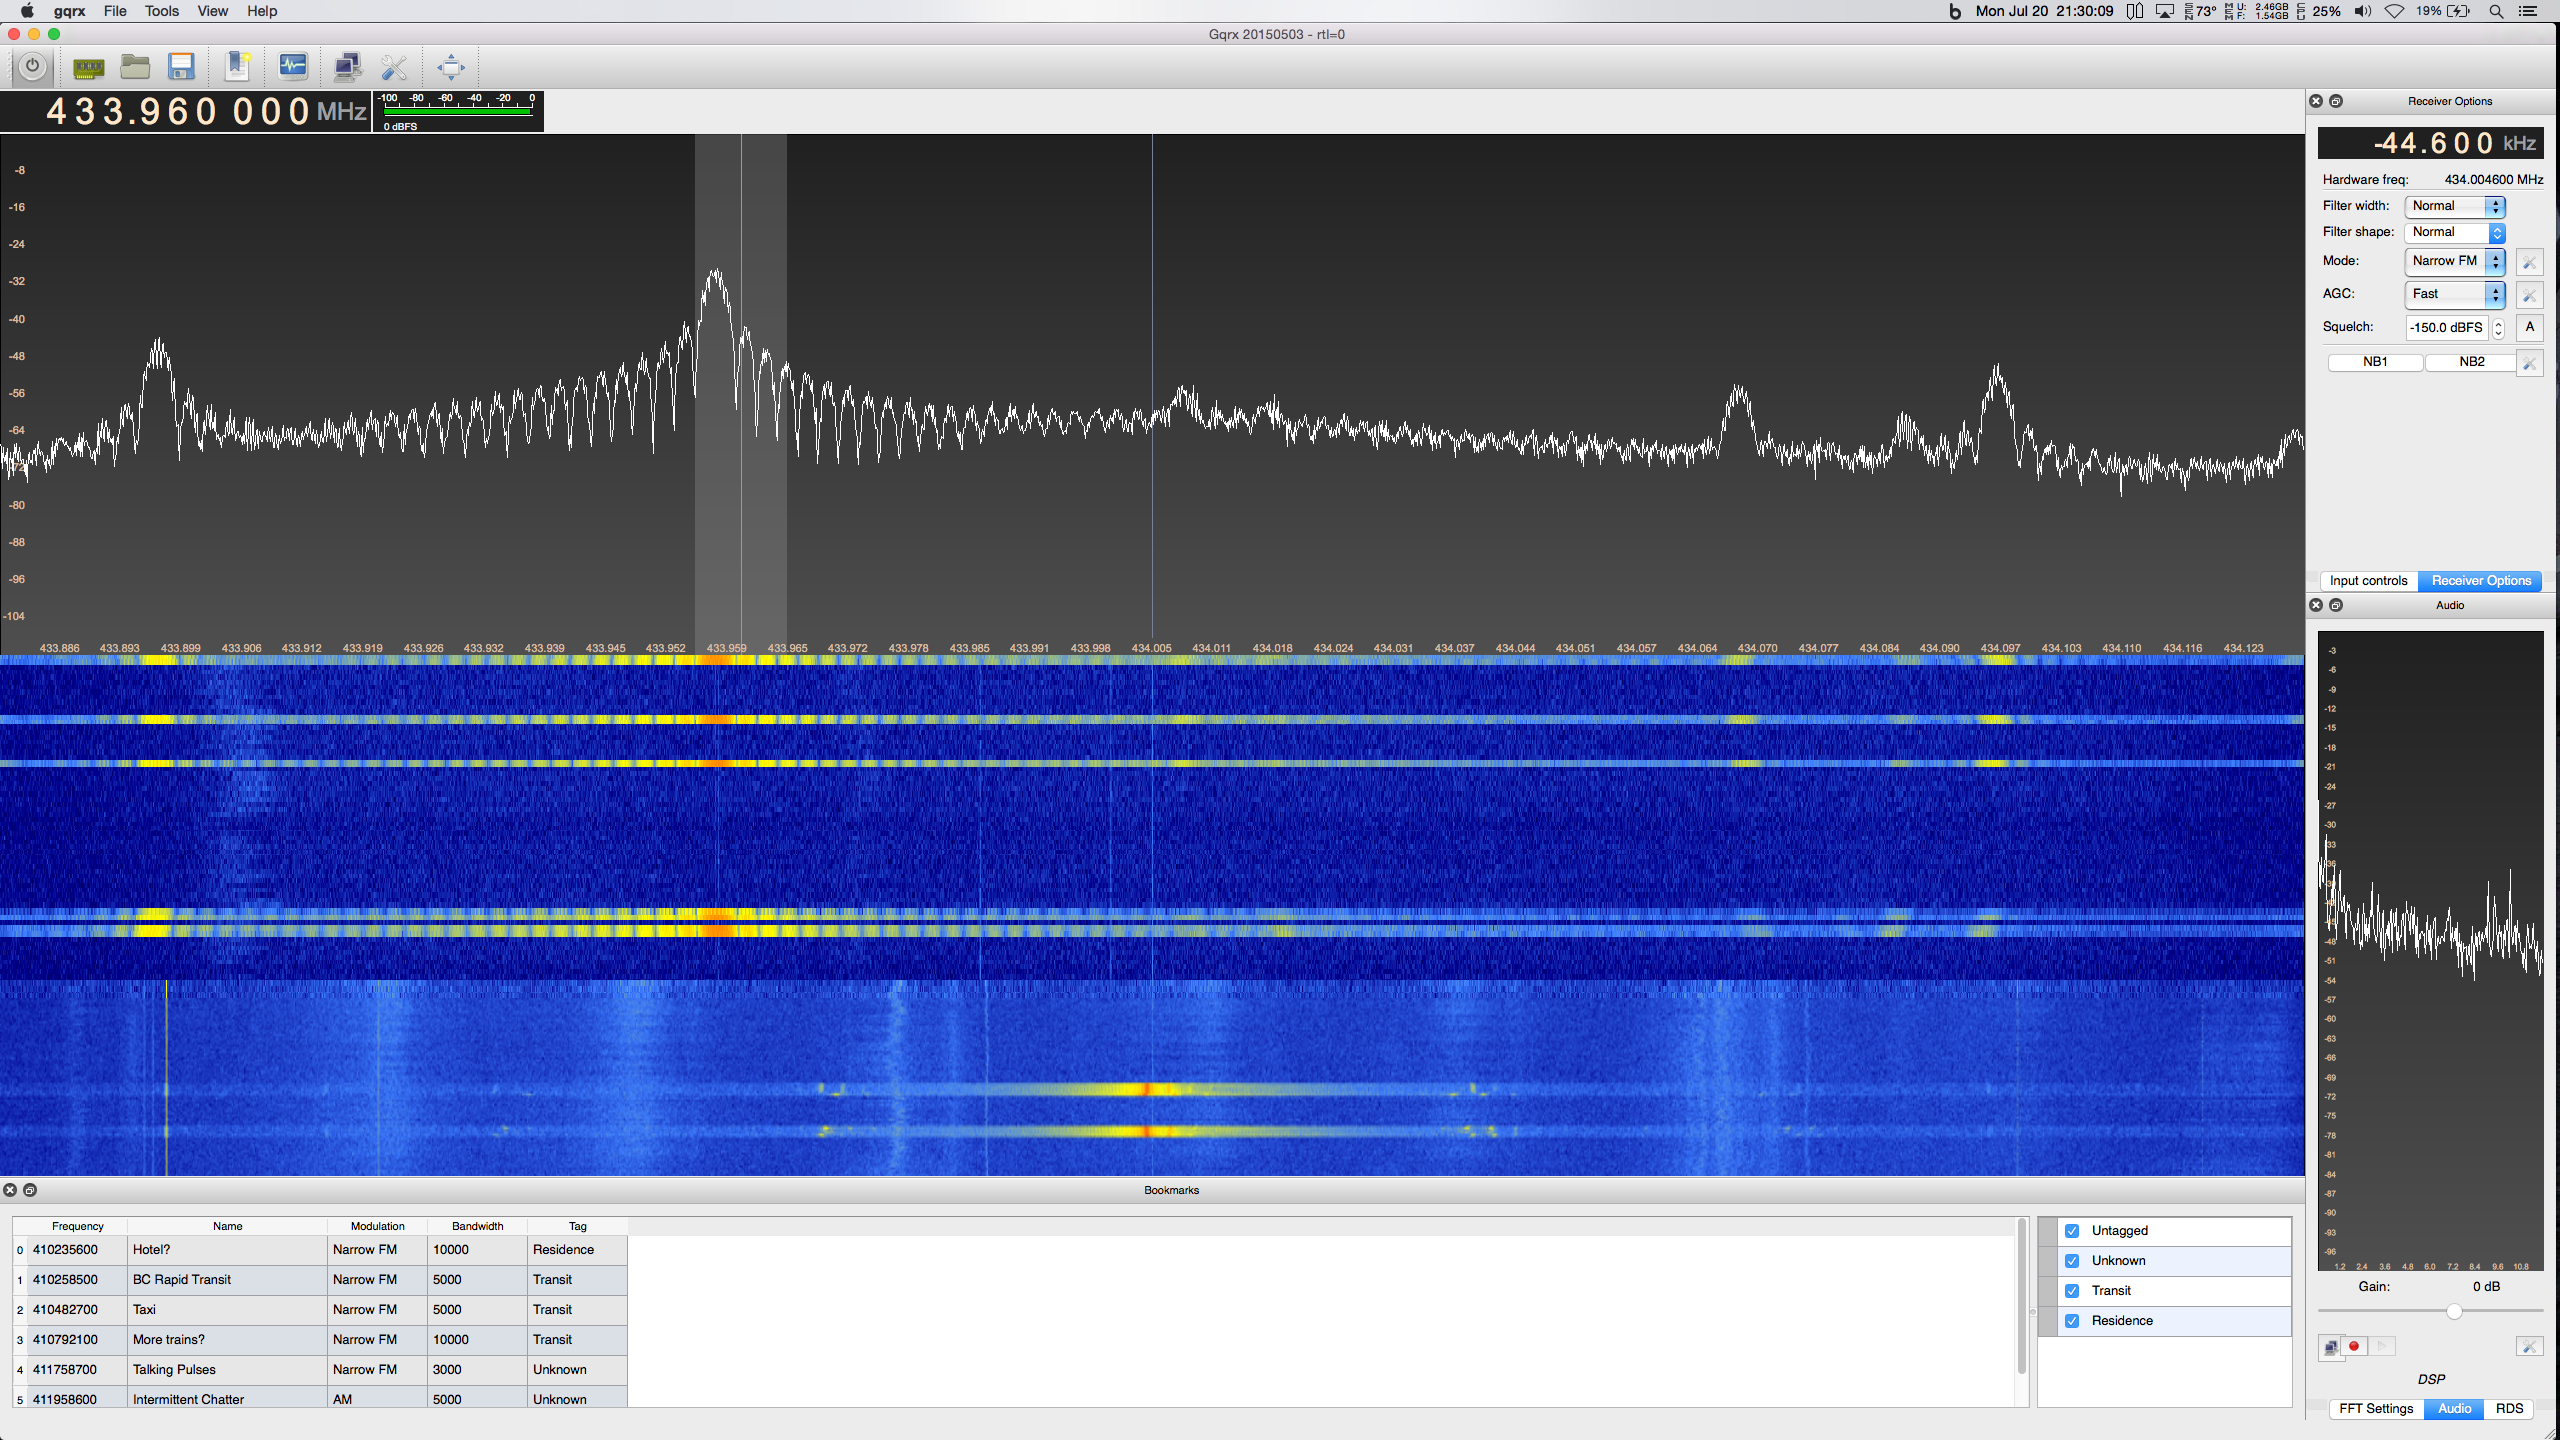 gqrx File Tools View Help
Mon Jul 20 21:30:09 73° U: 2.46GB F: 1.54GB 25% 19%
Gqrx 20150503 - rtl=0
433.960 000 MHz
-100 -80 -60 -40 -20 0
0 dBFS
-8
-16
-24
-32
-40
-48
-56
-64
-72
-80
-88
-96
-104
433.886 433.893 433.899 433.906 433.912 433.919 433.926 433.932 433.939 433.945 433.952 433.959 433.965 433.972 433.978 433.985 433.991 433.998 434.005 434.011 434.018 434.024 434.031 434.037 434.044 434.051 434.057 434.064 434.070 434.077 434.084 434.090 434.097 434.103 434.110 434.116 434.123
Receiver Options
-44.600 kHz
Hardware freq: 434.004600 MHz
Filter width: Normal
Filter shape: Normal
Mode: Narrow FM
AGC: Fast
Squelch: -150.0 dBFS A
NB1 NB2
Input controls Receiver Options
Audio
-3
-6
-9
-12
-15
-18
-21
-24
-27
-30
-33
-36
-39
-48
-51
-54
-57
-60
-63
-66
-69
-72
-75
-78
-81
-84
-87
-90
-93
-96
1.2 2.4 3.6 4.8 6.0 7.2 8.4 9.6 10.8
Gain: 0 dB
DSP
FFT Settings Audio RDS
Bookmarks
Frequency Name Modulation Bandwidth Tag
0 410235600 Hotel? Narrow FM 10000 Residence
1 410258500 BC Rapid Transit Narrow FM 5000 Transit
2 410482700 Taxi Narrow FM 5000 Transit
3 410792100 More trains? Narrow FM 10000 Transit
4 411758700 Talking Pulses Narrow FM 3000 Unknown
5 411958600 Intermittent Chatter AM 5000 Unknown
Untagged
Unknown
Transit
Residence